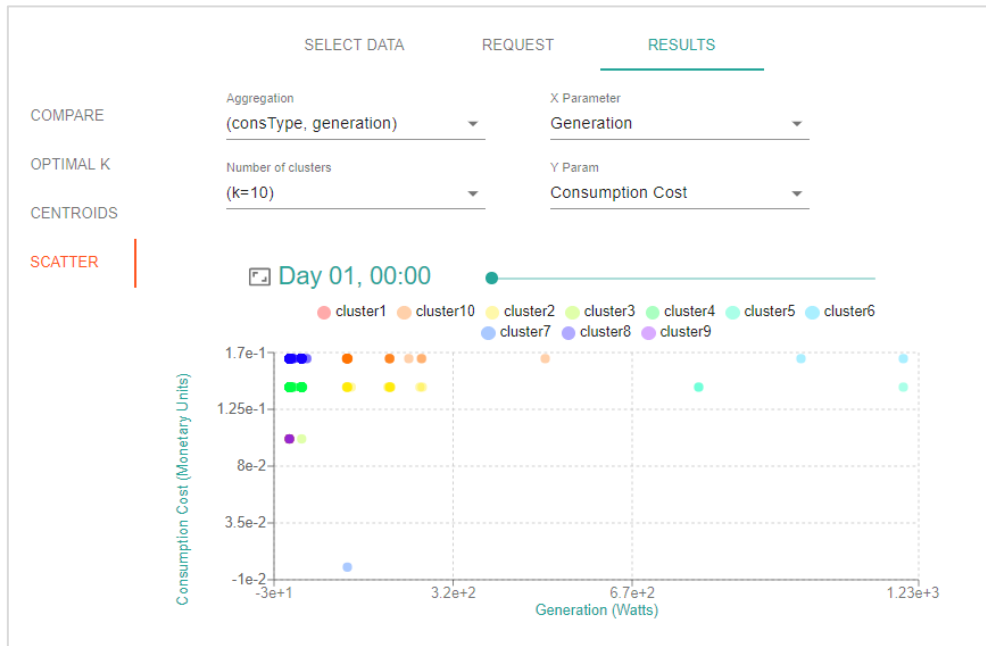 SELECT DATA REQUEST RESULTS
COMPARE
OPTIMAL K
CENTROIDS
SCATTER
Aggregation
(consType, generation)
X Parameter
Generation
Number of clusters
(k=10)
Y Param
Consumption Cost
Day 01, 00:00
cluster1 cluster10 cluster2 cluster3 cluster4 cluster5 cluster6
cluster7 cluster8 cluster9
Consumption Cost (Monetary Units)
1.7e-1
1.25e-1
8e-2
3.5e-2
-1e-2
-3e+1 3.2e+2 6.7e+2 1.23e+3
Generation (Watts)